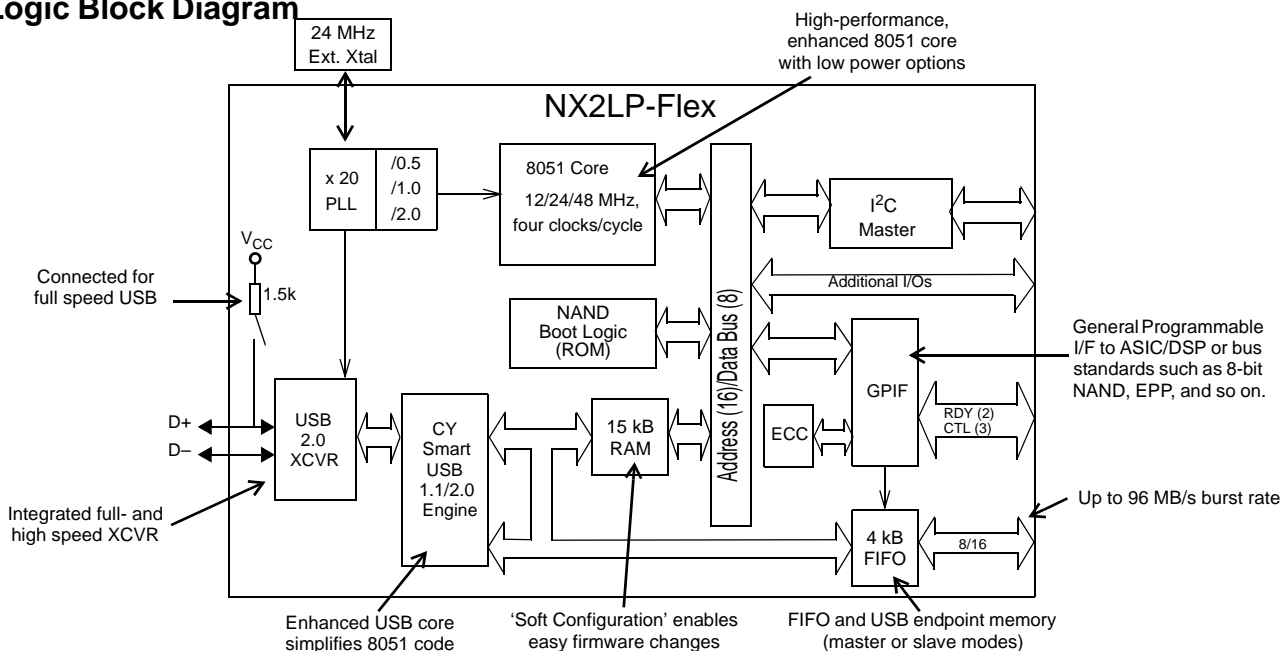 Logic Block Diagram
24 MHz
Ext. Xtal
High-performance,
enhanced 8051 core
with low power options
NX2LP-Flex
x 20
PLL
/0.5
/1.0
/2.0
8051 Core
12/24/48 MHz,
four clocks/cycle
I2C
Master
VCC
1.5k
Connected for
full speed USB
Additional I/Os
NAND
Boot Logic
(ROM)
Address (16)/Data Bus (8)
General Programmable
I/F to ASIC/DSP or bus
standards such as 8-bit
NAND, EPP, and so on.
GPIF
RDY (2)
CTL (3)
ECC
D+
D–
USB
2.0
XCVR
CY
Smart
USB
1.1/2.0
Engine
15 kB
RAM
Integrated full- and
high speed XCVR
4 kB
FIFO
8/16
Up to 96 MB/s burst rate
Enhanced USB core
simplifies 8051 code
‘Soft Configuration’ enables
easy firmware changes
FIFO and USB endpoint memory
(master or slave modes)